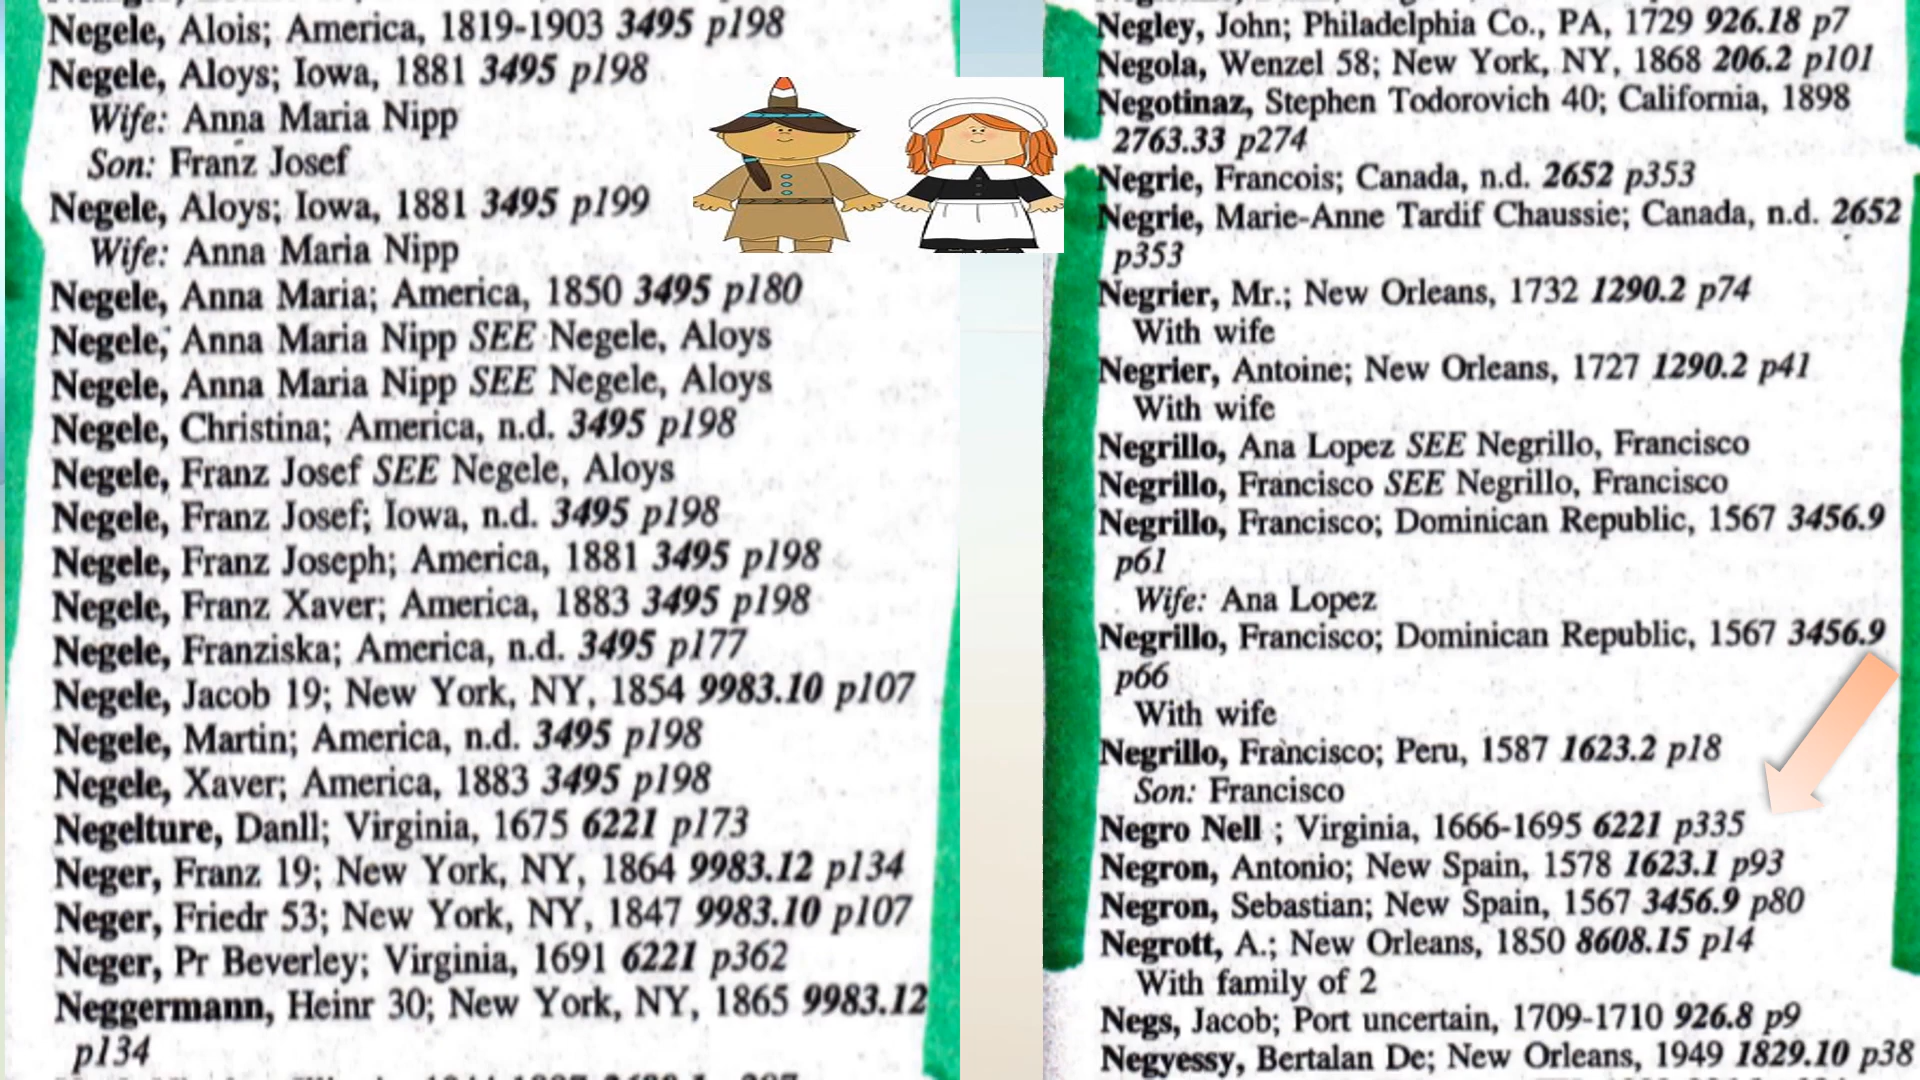 Negele, Alois; America, 1819-1903 3495 p198
Negele, Aloys; Iowa, 1881 3495 p198
Wife: Anna Maria Nipp
Son: Franz Josef
Negele, Aloys; Iowa, 1881 3495 p199
Wife: Anna Maria Nipp
Negele, Anna Maria; America, 1850 3495 p180
Negele, Anna Maria Nipp SEE Negele, Aloys
Negele, Anna Maria Nipp SEE Negele, Aloys
Negele, Christina; America, n.d. 3495 p198
Negele, Franz Josef SEE Negele, Aloys
Negele, Franz Josef; Iowa, n.d. 3495 p198
Negele, Franz Joseph; America, 1881 3495 p198
Negele, Franz Xaver; America, 1883 3495 p198
Negele, Franziska; America, n.d. 3495 p177
Negele, Jacob 19; New York, NY, 1854 9983.10 p107
Negele, Martin; America, n.d. 3495 p198
Negele, Xaver; America, 1883 3495 p198
Negelture, Danll; Virginia, 1675 6221 p173
Neger, Franz 19; New York, NY, 1864 9983.12 p134
Neger, Friedr 53; New York, NY, 1847 9983.10 p107
Neger, Pr Beverley; Virginia, 1691 6221 p362
Neggermann, Heinr 30; New York, NY, 1865 9983.12
p134
Negley, John; Philadelphia Co., PA, 1729 926.18 p7
Negola, Wenzel 58; New York, NY, 1868 206.2 p101
Negotinaz, Stephen Todorovich 40; California, 1898
2763.33 p274
Negrie, Francois; Canada, n.d. 2652 p353
Negrie, Marie-Anne Tardif Chaussie; Canada, n.d. 2652
p353
Negrier, Mr.; New Orleans, 1732 1290.2 p74
With wife
Negrier, Antoine; New Orleans, 1727 1290.2 p41
With wife
Negrillo, Ana Lopez SEE Negrillo, Francisco
Negrillo, Francisco SEE Negrillo, Francisco
Negrillo, Francisco; Dominican Republic, 1567 3456.9
p61
Wife: Ana Lopez
Negrillo, Francisco; Dominican Republic, 1567 3456.9
p66
With wife
Negrillo, Francisco; Peru, 1587 1623.2 p18
Son: Francisco
Negro Nell ; Virginia, 1666-1695 6221 p335
Negron, Antonio; New Spain, 1578 1623.1 p93
Negron, Sebastian; New Spain, 1567 3456.9 p80
Negrott, A.; New Orleans, 1850 8608.15 p14
With family of 2
Negs, Jacob; Port uncertain, 1709-1710 926.8 p9
Negyessy, Bertalan De; New Orleans, 1949 1829.10 p38